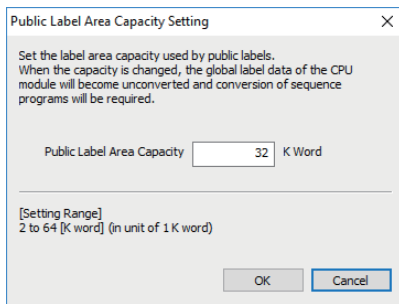 Public Label Area Capacity Setting
Set the label area capacity used by public labels.
When the capacity is changed, the global label data of the CPU
module will become unconverted and conversion of sequence
programs will be required.
Public Label Area Capacity 32 K Word
[Setting Range]
2 to 64 [K word] (in unit of 1 K word)
OK Cancel